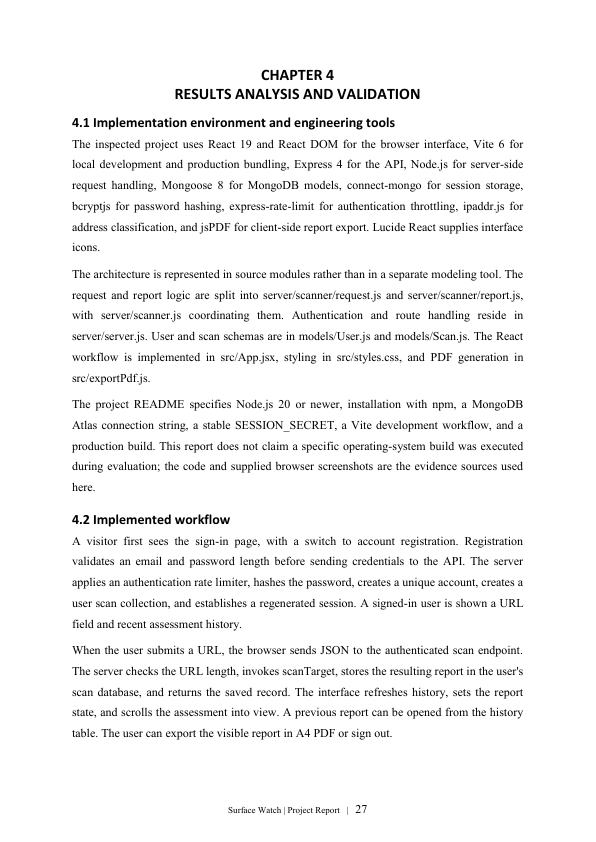 CHAPTER 4
RESULTS ANALYSIS AND VALIDATION
4.1 Implementation environment and engineering tools
The inspected project uses React 19 and React DOM for the browser interface, Vite 6 for
local development and production bundling, Express 4 for the API, Node.js for server-side
request handling, Mongoose 8 for MongoDB models, connect-mongo for session storage,
bcryptjs for password hashing, express-rate-limit for authentication throttling, ipaddr.js for
address classification, and jsPDF for client-side report export. Lucide React supplies interface
icons.
The architecture is represented in source modules rather than in a separate modeling tool. The
request and report logic are split into server/scanner/request.js and server/scanner/report.js,
with server/scanner.js coordinating them. Authentication and route handling reside in
server/server.js. User and scan schemas are in models/User.js and models/Scan.js. The React
workflow is implemented in src/App.jsx, styling in src/styles.css, and PDF generation in
src/exportPdf.js.
The project README specifies Node.js 20 or newer, installation with npm, a MongoDB
Atlas connection string, a stable SESSION_SECRET, a Vite development workflow, and a
production build. This report does not claim a specific operating-system build was executed
during evaluation; the code and supplied browser screenshots are the evidence sources used
here.
4.2 Implemented workflow
A visitor first sees the sign-in page, with a switch to account registration. Registration
validates an email and password length before sending credentials to the API. The server
applies an authentication rate limiter, hashes the password, creates a unique account, creates a
user scan collection, and establishes a regenerated session. A signed-in user is shown a URL
field and recent assessment history.
When the user submits a URL, the browser sends JSON to the authenticated scan endpoint.
The server checks the URL length, invokes scanTarget, stores the resulting report in the user's
scan database, and returns the saved record. The interface refreshes history, sets the report
state, and scrolls the assessment into view. A previous report can be opened from the history
table. The user can export the visible report in A4 PDF or sign out.
Surface Watch | Project Report | 27